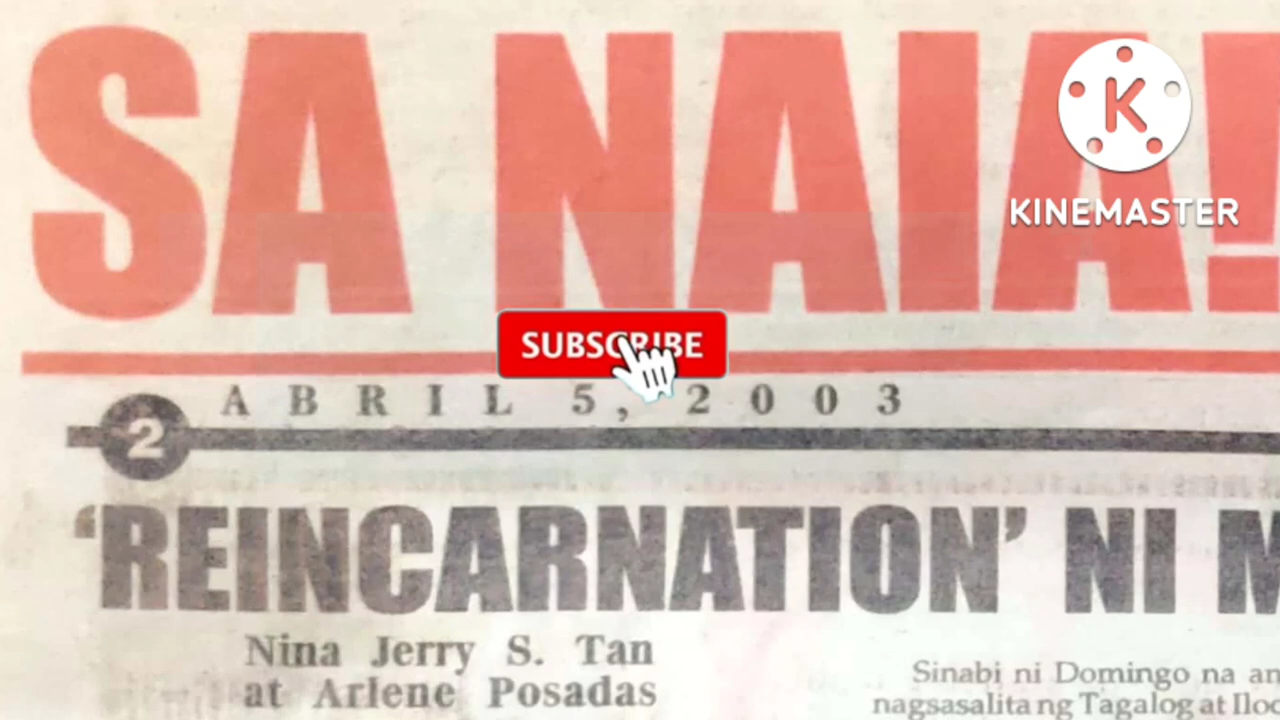 SA NAIA!
K
KINEMASTER
SUBSCRIBE
ABRIL 5, 2003
2
'REINCARNATION' NI
Nina Jerry S. Tan
at Arlene Posadas
Sinabi ni Domingo na
nagsasalita ng Tagalog at